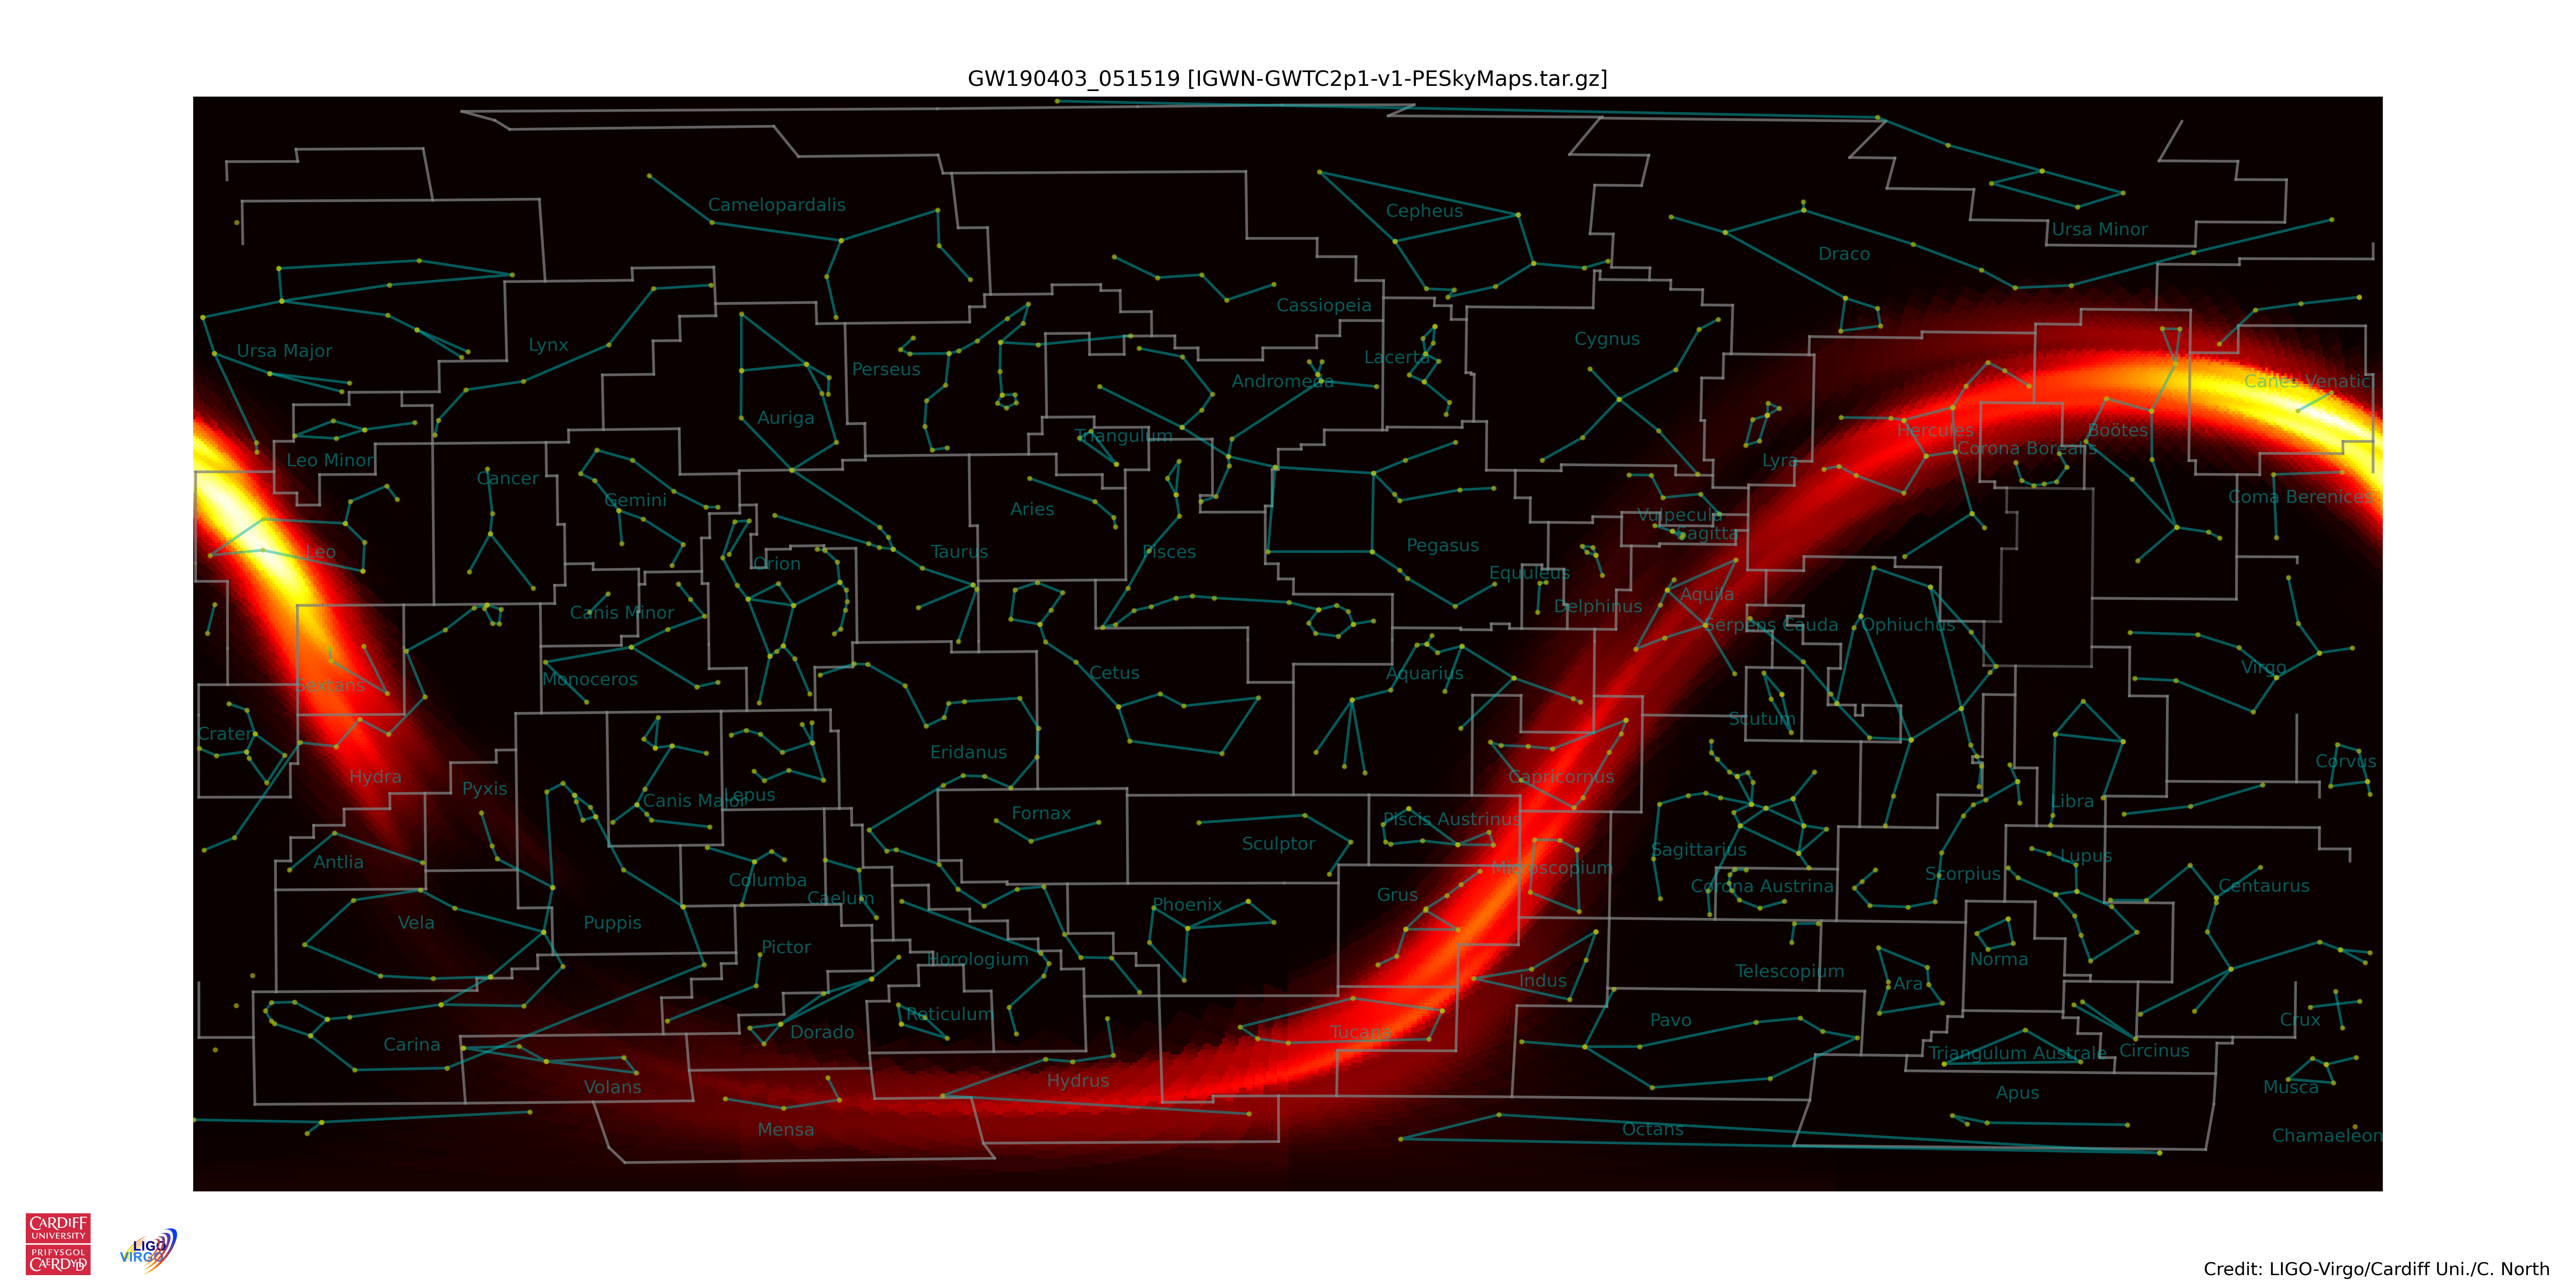 GW190403_051519 [IGWN-GWTC2p1-v1-PESkyMaps.tar.gz]
Camelopardalis
Cepheus
Ursa Minor
Draco
Cassiopeia
Cygnus
Ursa Major
Lynx
Lacerta
Perseus
Andromeda
Canes Venatici
Auriga
Triangulum
Hercules
Boötes
Corona Borealis
Leo Minor
Lyra
Cancer
Gemini
Coma Berenices
Aries
Vulpecula
Sagitta
Leo
Taurus
Pisces
Pegasus
Orion
Equuleus
Aquila
Delphinus
Canis Minor
Serpens Cauda
Ophiuchus
Virgo
Cetus
Aquarius
Monoceros
Sextans
Scutum
Crater
Eridanus
Corvus
Hydra
Capricornus
Pyxis
Lepus
Canis Major
Libra
Fornax
Piscis Austrinus
Sculptor
Sagittarius
Lupus
Antlia
Microscopium
Scorpius
Columba
Corona Austrina
Centaurus
Caelum
Grus
Phoenix
Vela
Puppis
Pictor
Horologium
Norma
Telescopium
Indus
Ara
Reticulum
Pavo
Crux
Dorado
Tucana
Carina
Triangulum Australe
Circinus
Hydrus
Volans
Musca
Apus
Mensa
Octans
Chamaeleon
CARDIFF
UNIVERSITY
PRIFYSGOL
CAERDYDD
LIGO
VIRGO
Credit: LIGO-Virgo/Cardiff Uni./C. North